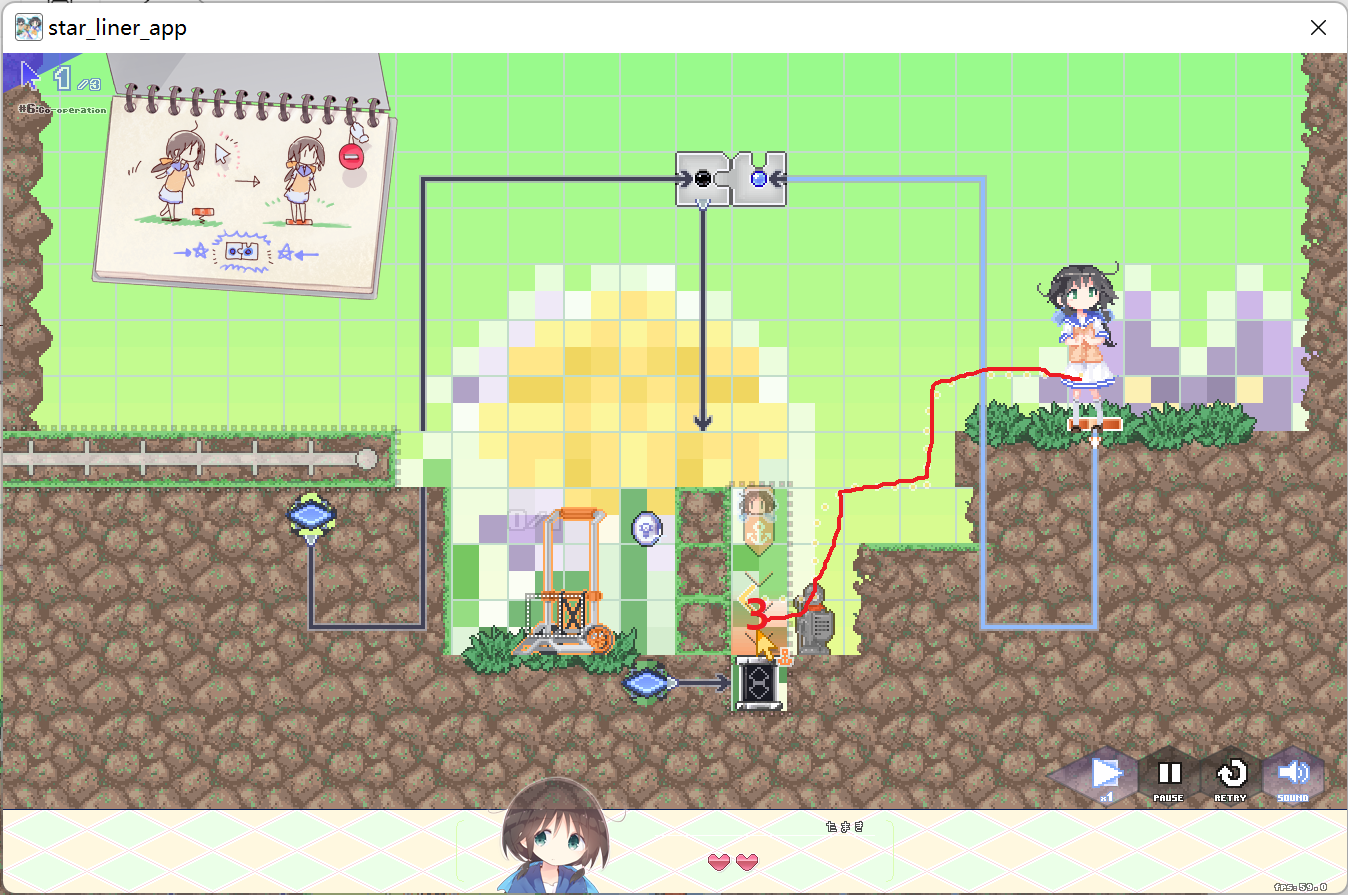 star_liner_app
1/3
#6:Co-operation
3
x1
PAUSE
RETRY
SOUND
たまき
fps:59.0